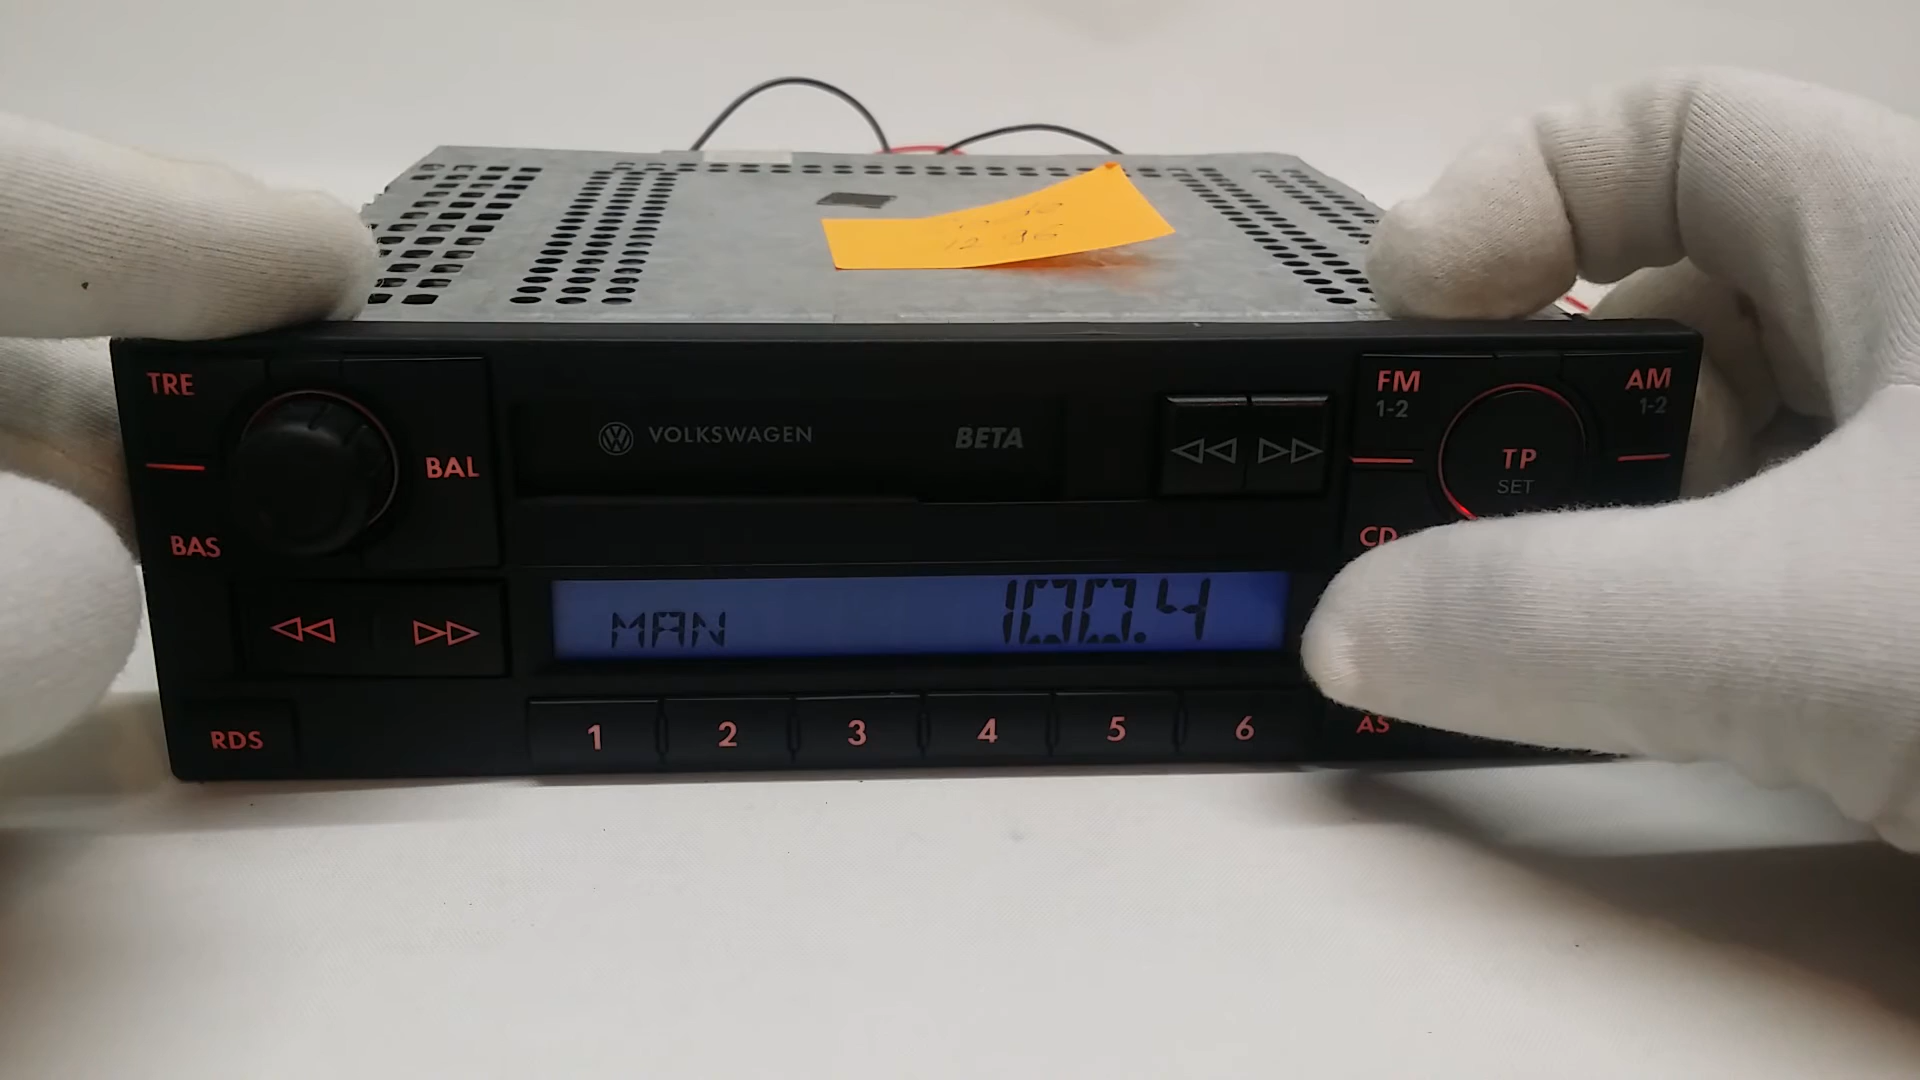 TRE
BAL
BAS
VOLKSWAGEN
BETA
FM
1-2
AM
1-2
TP
SET
CD
MAN 100.4
RDS
1 2 3 4 5 6
AS